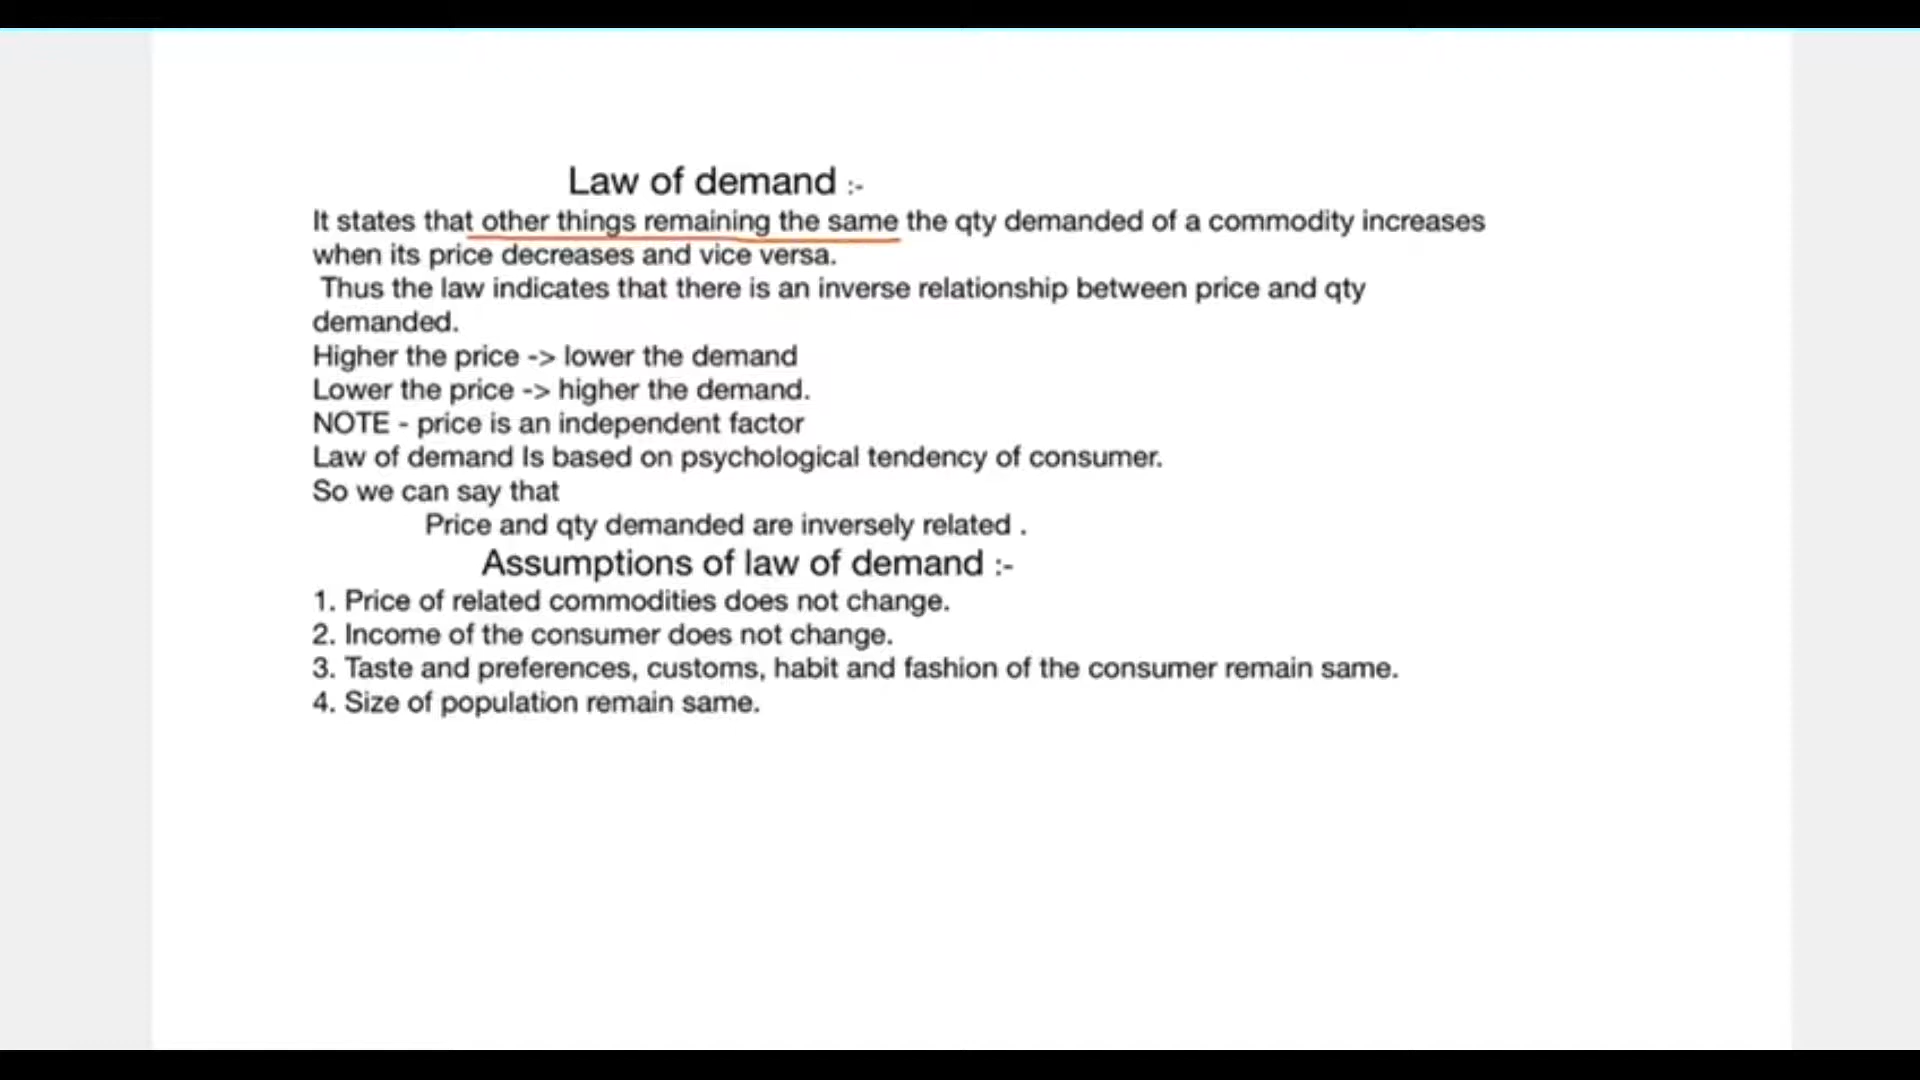 Law of demand :-
It states that other things remaining the same the qty demanded of a commodity increases
when its price decreases and vice versa.
Thus the law indicates that there is an inverse relationship between price and qty
demanded.
Higher the price -> lower the demand
Lower the price -> higher the demand.
NOTE - price is an independent factor
Law of demand Is based on psychological tendency of consumer.
So we can say that
Price and qty demanded are inversely related .
Assumptions of law of demand :-
1. Price of related commodities does not change.
2. Income of the consumer does not change.
3. Taste and preferences, customs, habit and fashion of the consumer remain same.
4. Size of population remain same.